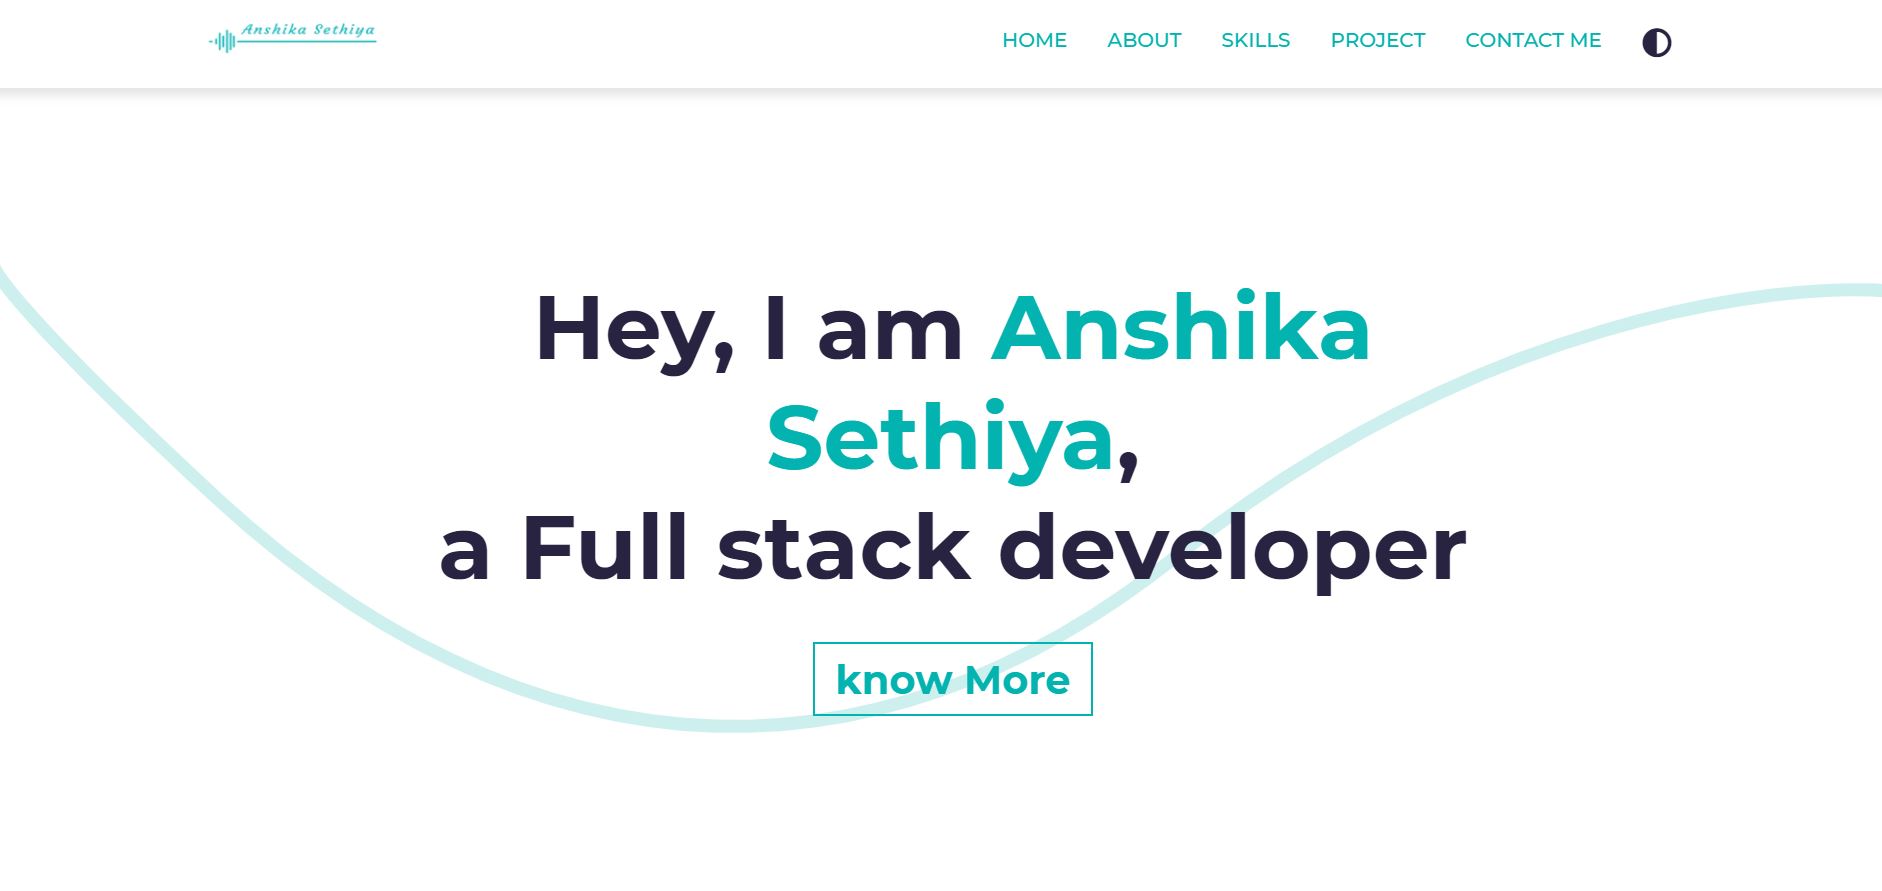 Anshika Sethiya
HOME ABOUT SKILLS PROJECT CONTACT ME
Hey, I am Anshika
Sethiya,
a Full stack developer
know More